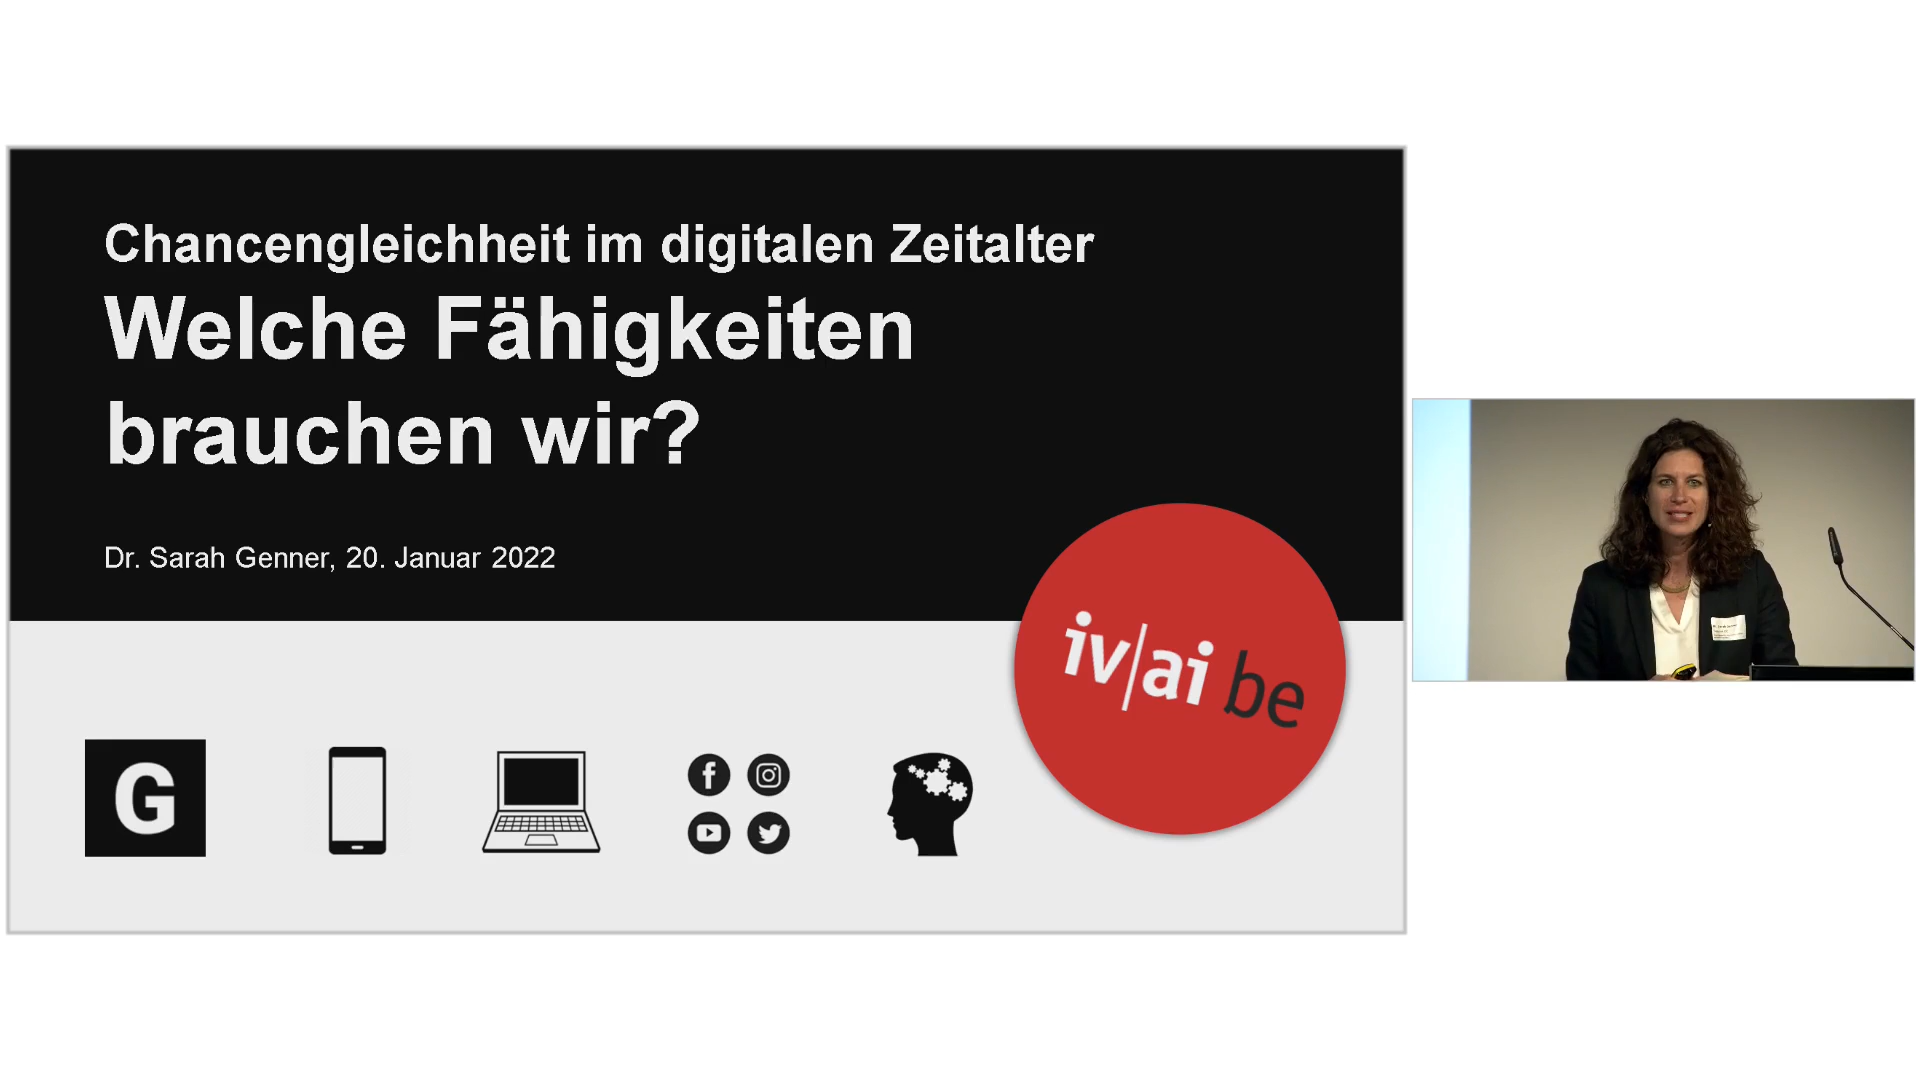 Chancengleichheit im digitalen Zeitalter
Welche Fähigkeiten
brauchen wir?
Dr. Sarah Genner, 20. Januar 2022
iv/ai be
G